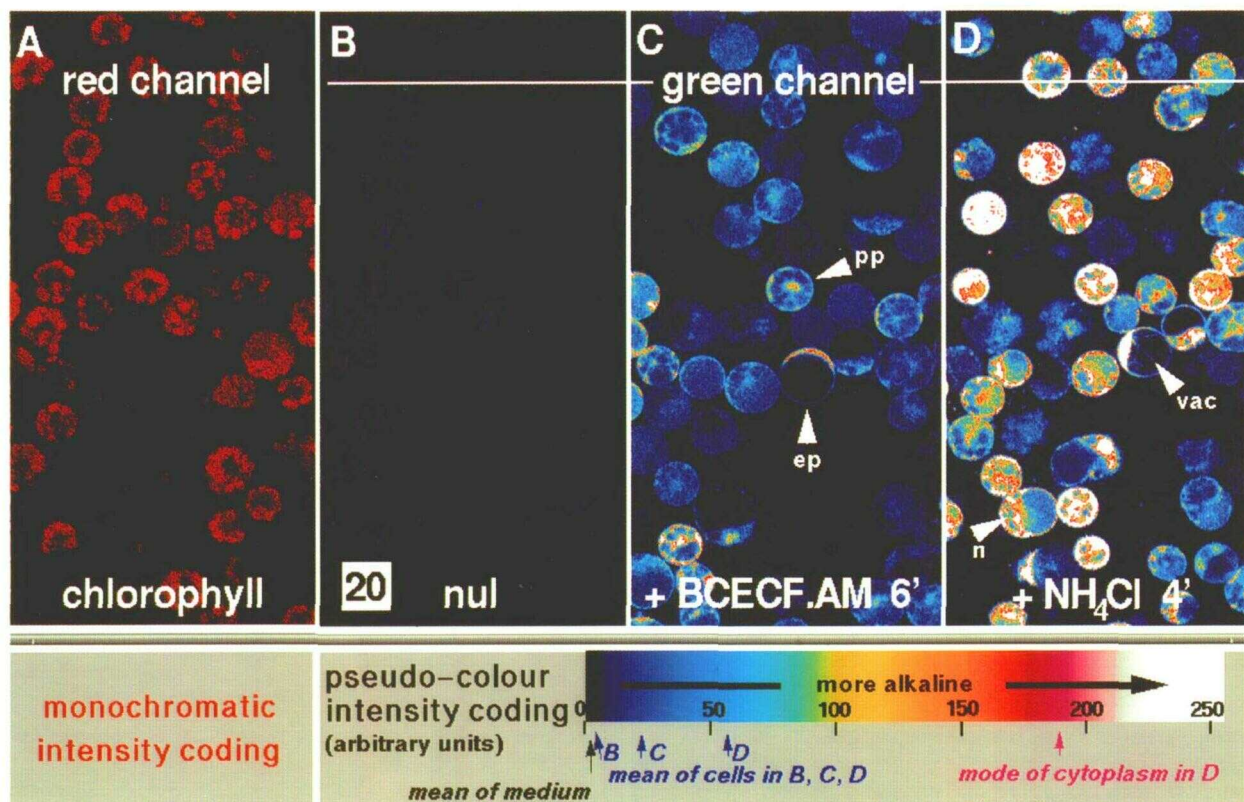 A
red channel
chlorophyll
B
20
nul
green channel
C
pp
ep
+ BCECF.AM 6’
D
vac
n
+ NH₄Cl 4’
monochromatic
intensity coding
pseudo–colour
intensity coding
(arbitrary units)
more alkaline
0 50 100 150 200 250
B C D
mean of cells in B, C, D
mode of cytoplasm in D
mean of medium